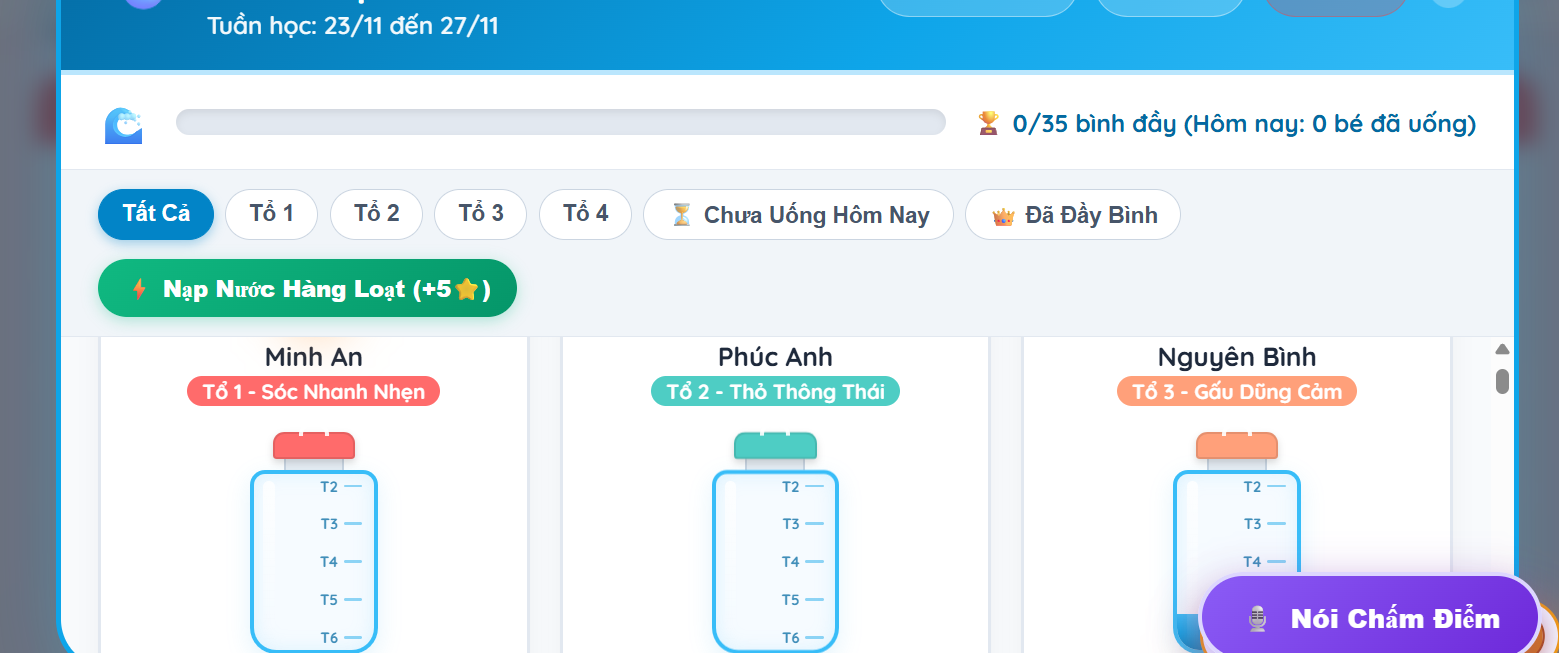 Tuần học: 23/11 đến 27/11
0/35 bình đầy (Hôm nay: 0 bé đã uống)
Tất Cả
Tổ 1
Tổ 2
Tổ 3
Tổ 4
Chưa Uống Hôm Nay
Đã Đầy Bình
Nạp Nước Hàng Loạt (+5⭐)
Minh An
Tổ 1 - Sóc Nhanh Nhẹn
T2
T3
T4
T5
T6
Phúc Anh
Tổ 2 - Thỏ Thông Thái
T2
T3
T4
T5
T6
Nguyên Bình
Tổ 3 - Gấu Dũng Cảm
T2
T3
T4
Nói Chấm Điểm